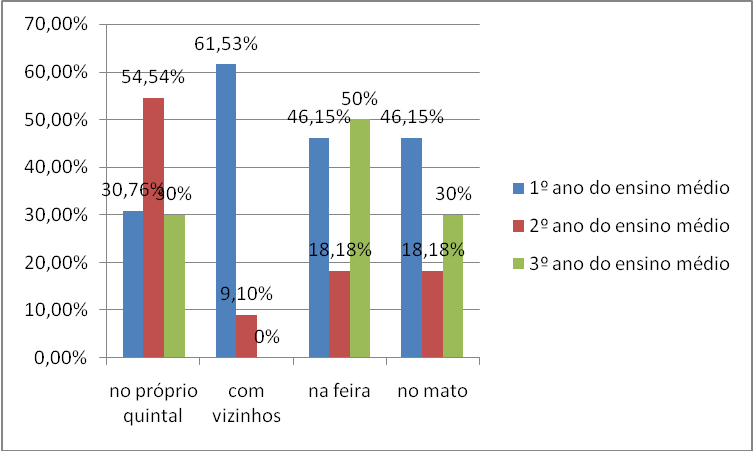 70,00%
60,00%
50,00%
40,00%
30,00%
20,00%
10,00%
0,00%
30,76%
54,54%
30%
61,53%
9,10%
0%
46,15%
18,18%
50%
46,15%
18,18%
30%
no próprio
quintal
com
vizinhos
na feira
no mato
1º ano do ensino médio
2º ano do ensino médio
3º ano do ensino médio